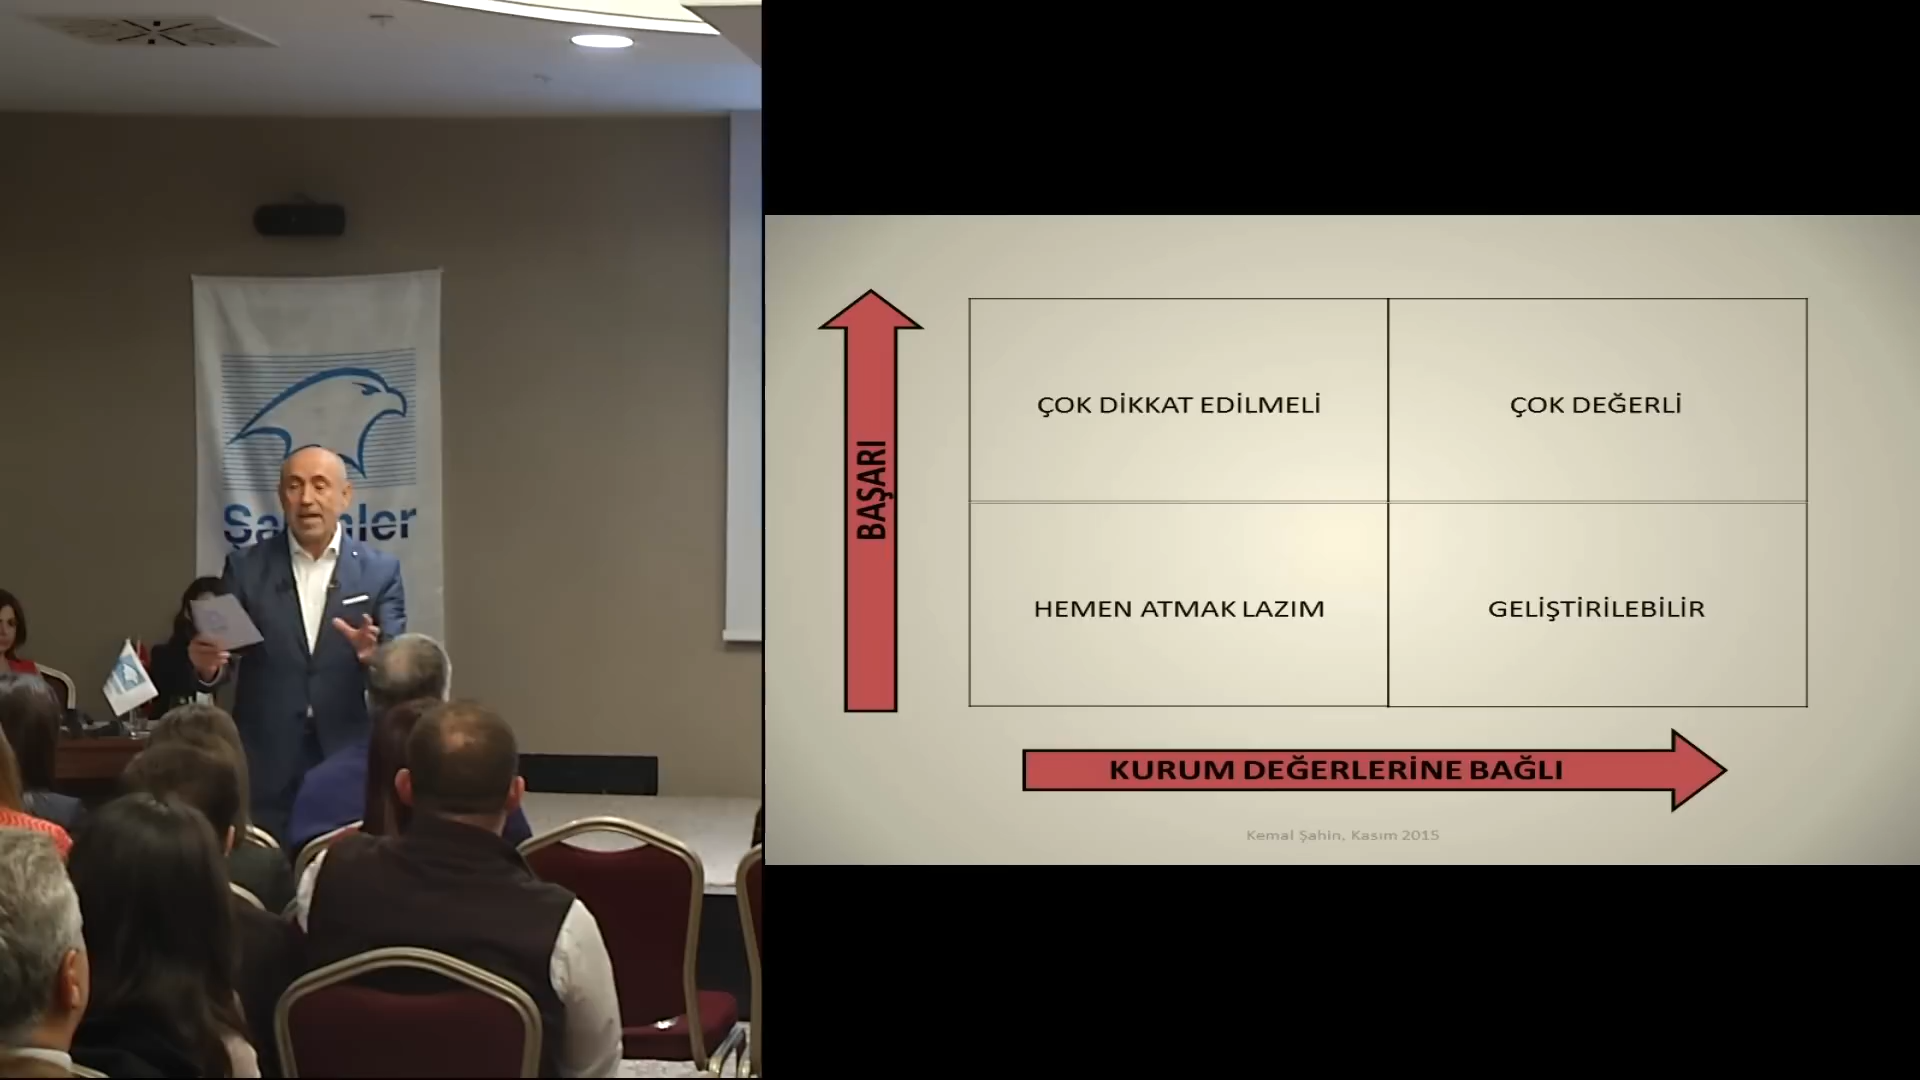 ÇOK DİKKAT EDİLMELİ
ÇOK DEĞERLİ
BAŞARI
HEMEN ATMAK LAZIM
GELİŞTİRİLEBİLİR
KURUM DEĞERLERİNE BAĞLI
Kemal Şahin, Kasım 2015